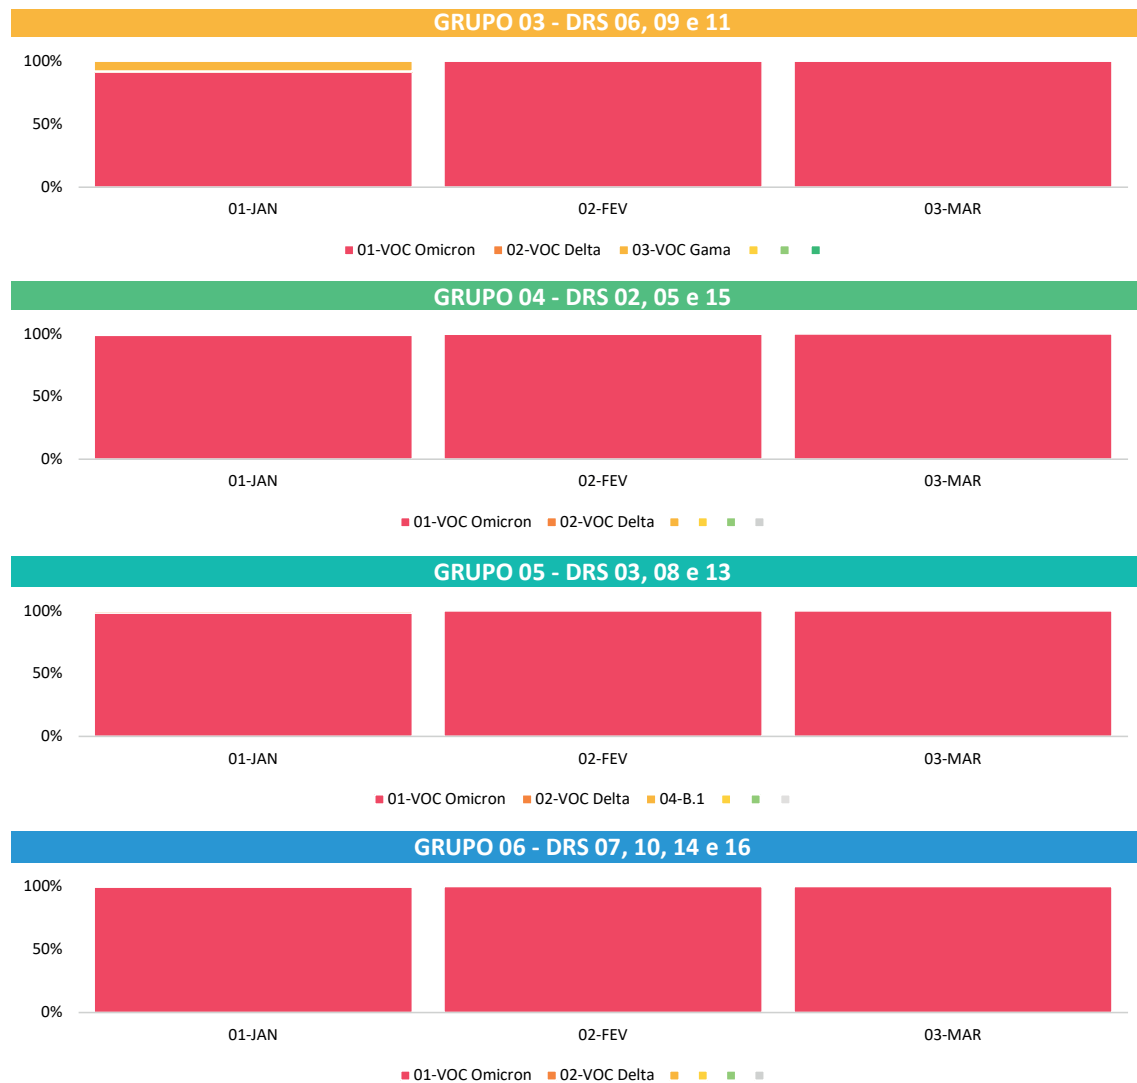 GRUPO 03 - DRS 06, 09 e 11
100%
50%
0%
01-JAN 02-FEV 03-MAR
01-VOC Omicron 02-VOC Delta 03-VOC Gama
GRUPO 04 - DRS 02, 05 e 15
100%
50%
0%
01-JAN 02-FEV 03-MAR
01-VOC Omicron 02-VOC Delta
GRUPO 05 - DRS 03, 08 e 13
100%
50%
0%
01-JAN 02-FEV 03-MAR
01-VOC Omicron 02-VOC Delta 04-B.1
GRUPO 06 - DRS 07, 10, 14 e 16
100%
50%
0%
01-JAN 02-FEV 03-MAR
01-VOC Omicron 02-VOC Delta